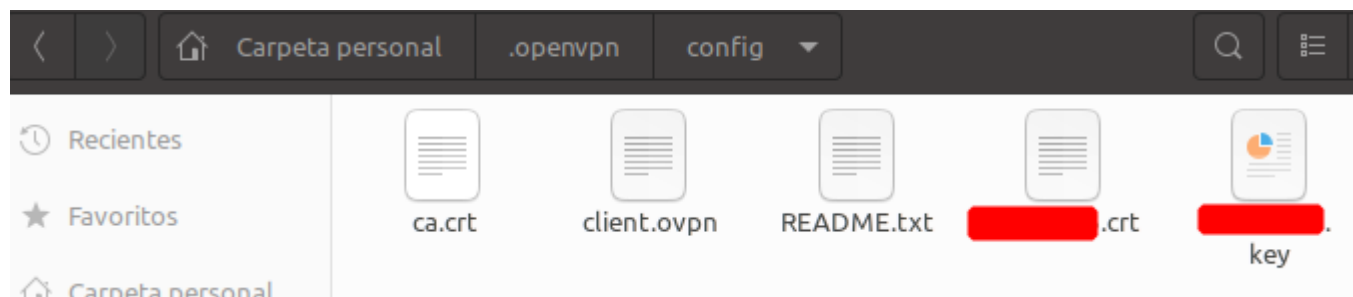 Carpeta personal .openvpn config
Recientes
Favoritos
Carpeta personal
ca.crt client.ovpn README.txt .crt .
key